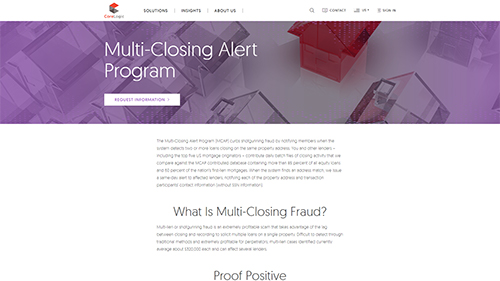 CoreLogic
SOLUTIONS | INSIGHTS | ABOUT US |
CONTACT
US
SIGN IN
Multi-Closing Alert
Program
REQUEST INFORMATION >
The Multi-Closing Alert Program (MCAP) curbs shotgunning fraud by notifying members when the
system detects two or more loans closing on the same property address. You and other lenders –
including the top five US mortgage originators – contribute daily batch files of closing activity that we
compare against the MCAP contributed database containing more than 85 percent of all equity loans
and 65 percent of the nation's first-lien mortgages. When the system finds an address match, we issue
a same-day alert to affected lenders, notifying each of the property address and transaction
participants' contact information (without SSN information).
What Is Multi-Closing Fraud?
Multi-lien or shotgunning fraud is an extremely profitable scam that takes advantage of the lag
between closing and recording to solicit multiple loans on a single property. Difficult to detect through
traditional methods and extremely profitable for perpetrators, multi-lien cases identified currently
average about $500,000 each and can affect several lenders.
Proof Positive